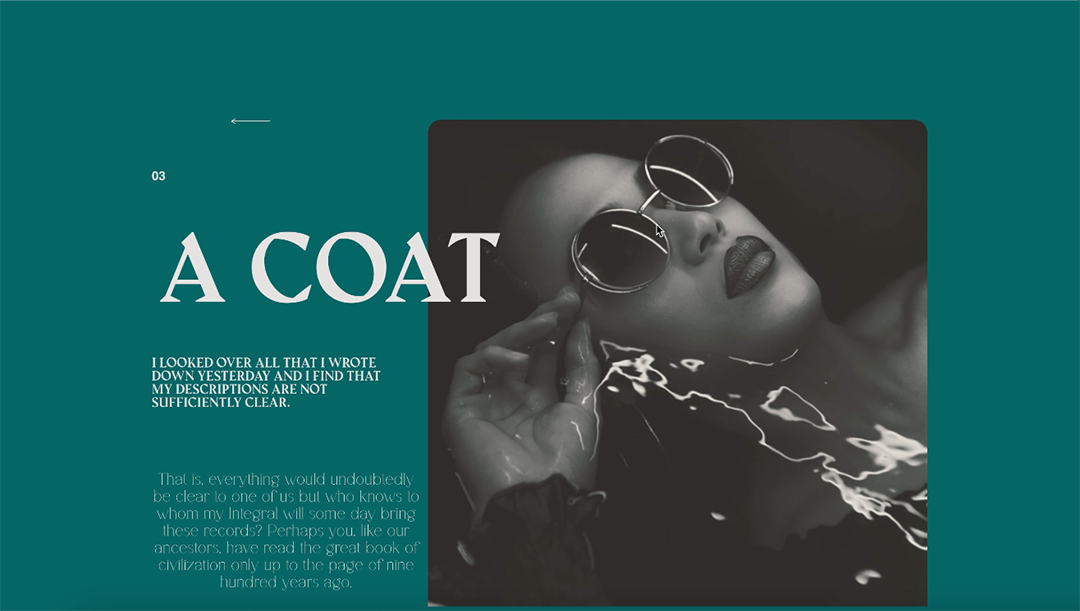 03
A COAT
I LOOKED OVER ALL THAT I WROTE
DOWN YESTERDAY AND I FIND THAT
MY DESCRIPTIONS ARE NOT
SUFFICIENTLY CLEAR.
That is, everything would undoubtedly
be clear to one of us but who knows to
whom my Integral will some day bring
these records? Perhaps you, like our
ancestors, have read the great book of
civilization only up to the page of nine
hundred years ago.